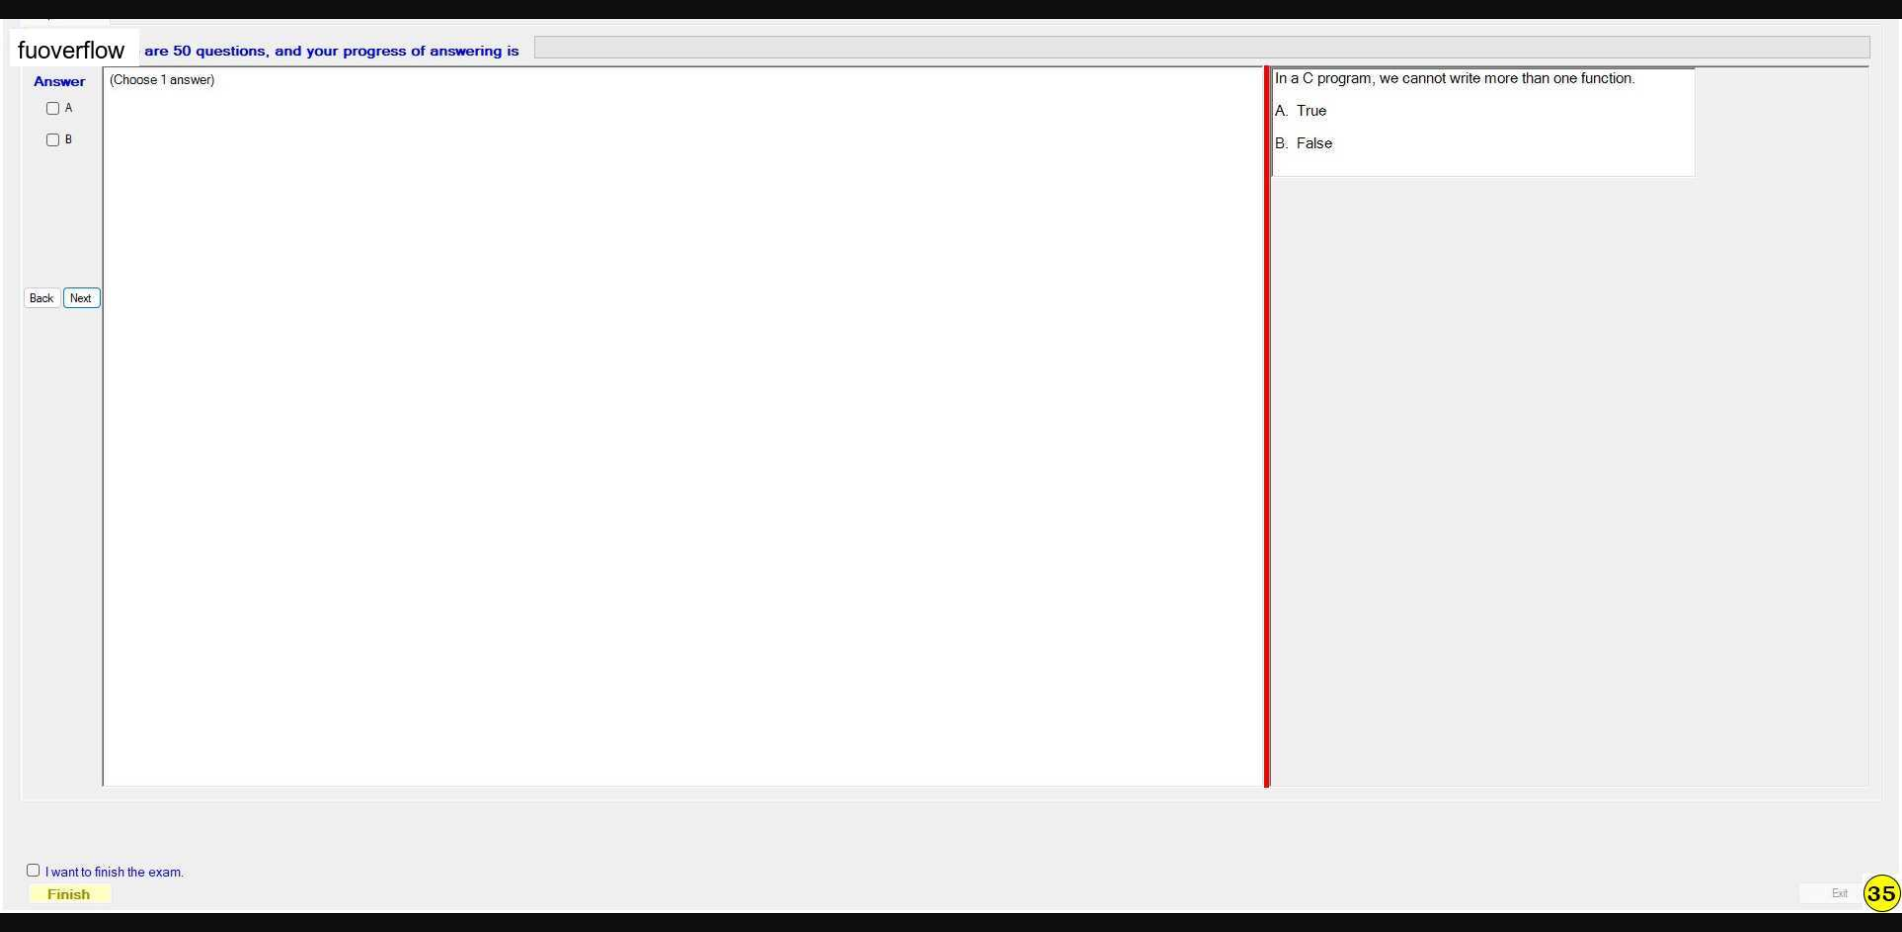 fuoverflow are 50 questions, and your progress of answering is
Answer
A
B
Back Next
(Choose 1 answer)
In a C program, we cannot write more than one function.
A. True
B. False
I want to finish the exam.
Finish
Exit
35